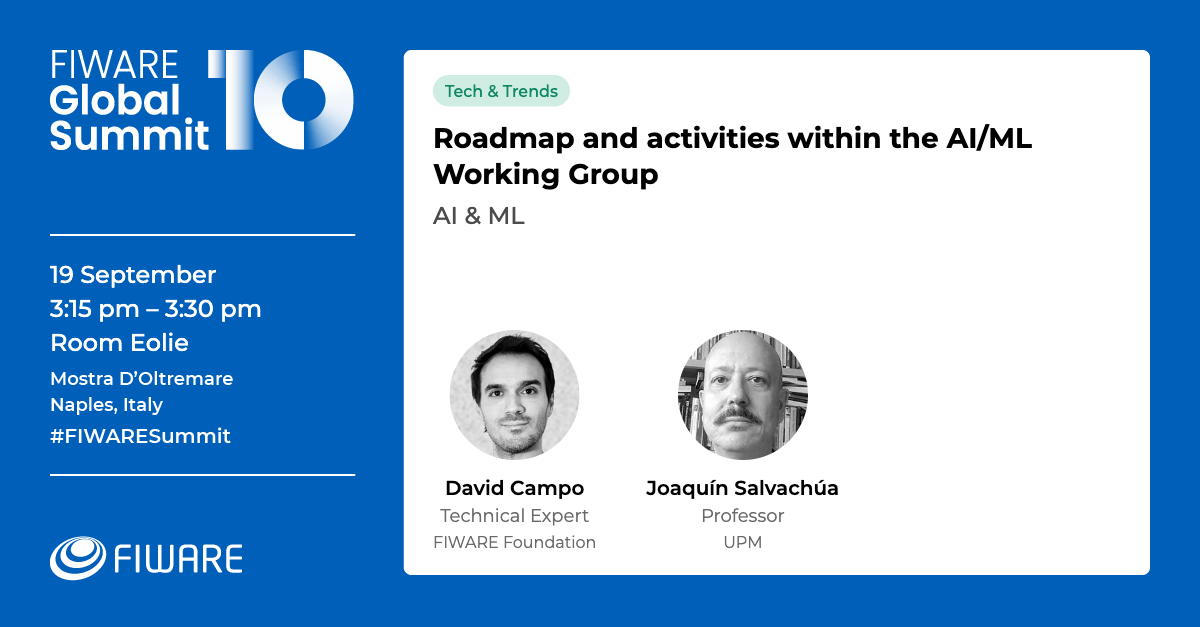 FIWARE
Global
Summit
10
19 September
3:15 pm – 3:30 pm
Room Eolie
Mostra D’Oltremare
Naples, Italy
#FIWARESummit
FIWARE
Tech & Trends
Roadmap and activities within the AI/ML
Working Group
AI & ML
David Campo
Technical Expert
FIWARE Foundation
Joaquín Salvachúa
Professor
UPM